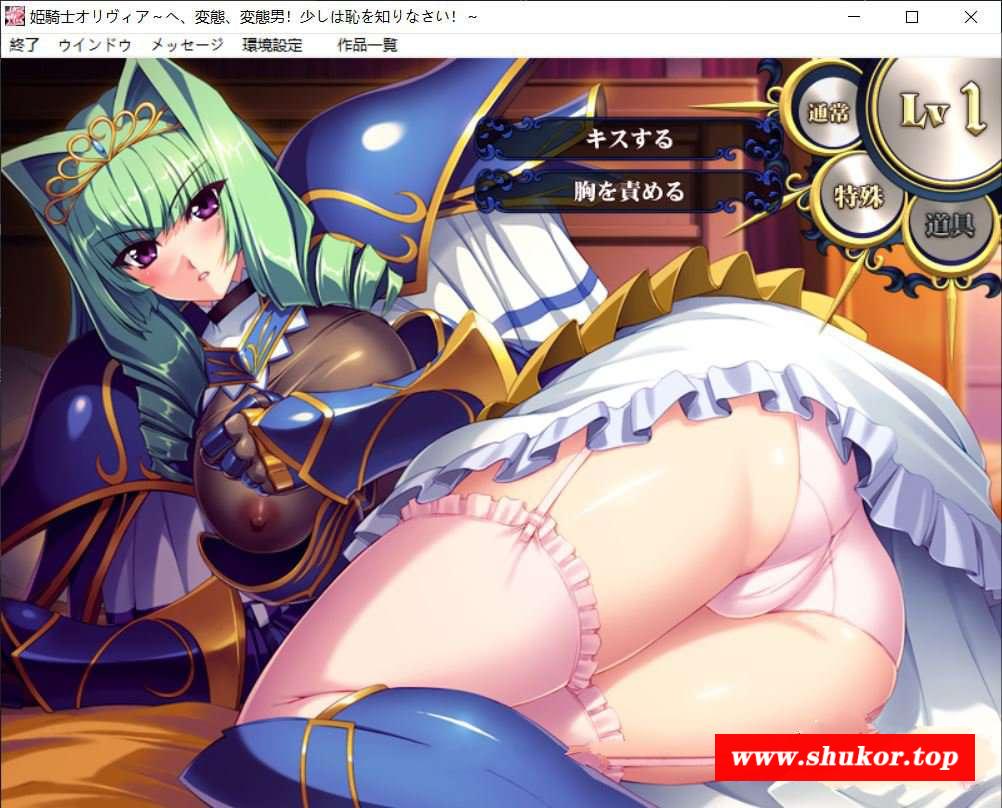 姫騎士オリヴィア～へ、変態、変態男！少しは恥を知りなさい！～
終了 ウインドウ メッセージ 環境設定 作品一覧
通常
Lv 1
キスする
胸を責める
特殊
道具
www.shukor.top